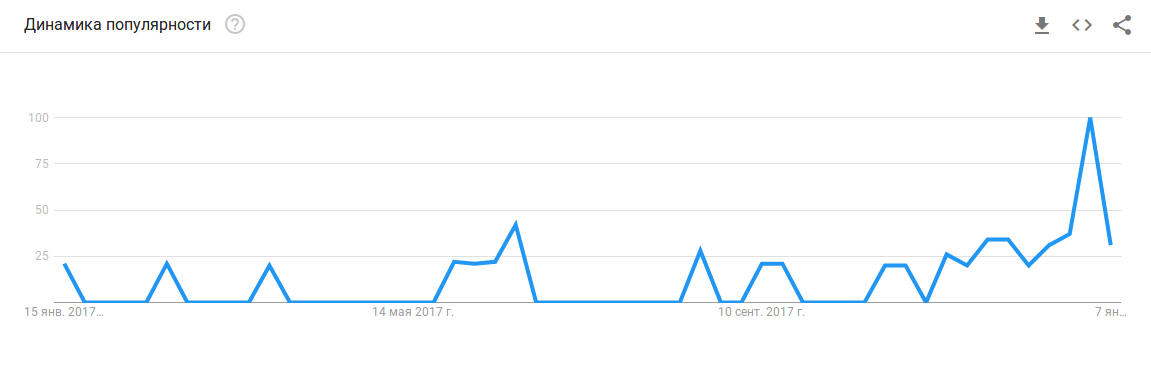 Динамика популярности
100
75
50
25
15 янв. 2017…
14 мая 2017 г.
10 сент. 2017 г.
7 ян…